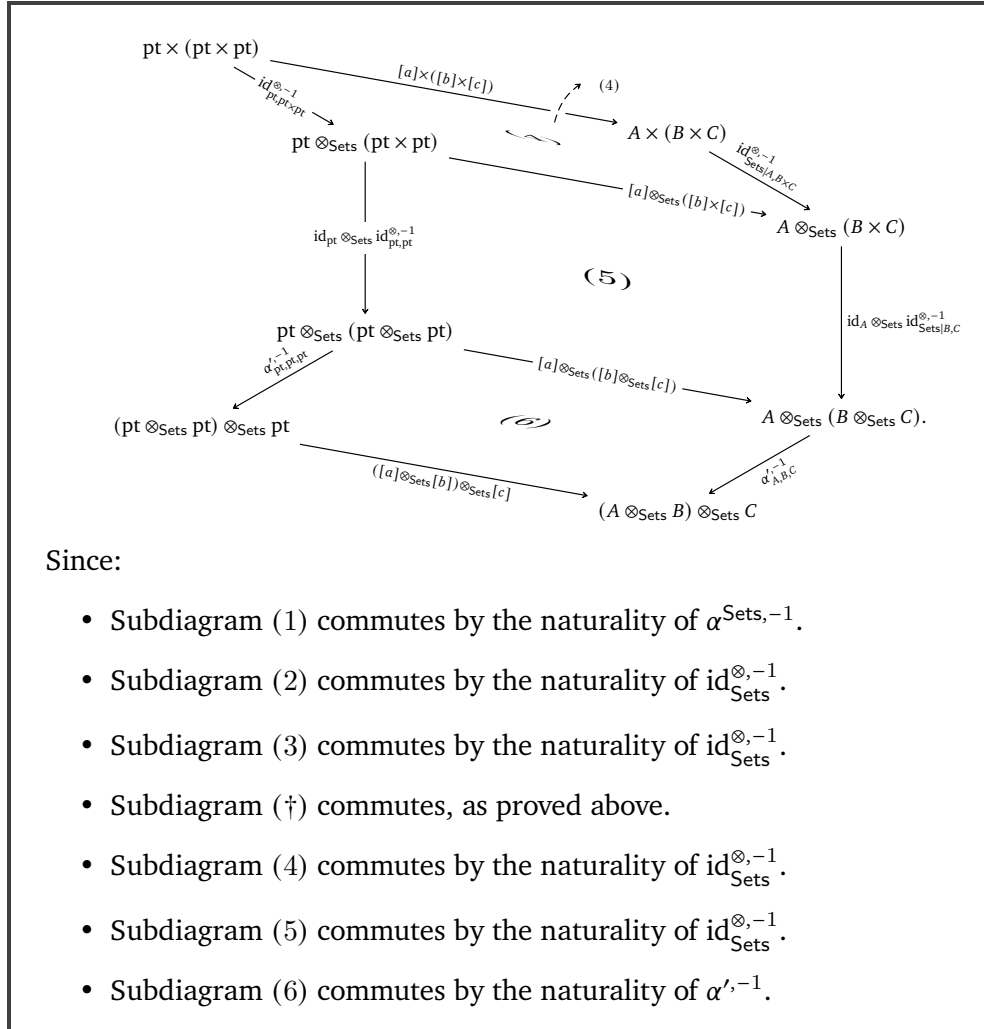 pt × (pt × pt)
[a]×([b]×[c])
(4)
id^{⊗,−1}_{pt,pt×pt}
A × (B × C)
pt ⊗_Sets (pt × pt)
id^{⊗,−1}_{Sets|A,B×C}
[a]⊗_Sets([b]×[c])
A ⊗_Sets (B × C)
id_pt ⊗_Sets id^{⊗,−1}_{pt,pt}
(5)
id_A ⊗_Sets id^{⊗,−1}_{Sets|B,C}
pt ⊗_Sets (pt ⊗_Sets pt)
α^{′,−1}_{pt,pt,pt}
[a]⊗_Sets([b]⊗_Sets[c])
(pt ⊗_Sets pt) ⊗_Sets pt
(6)
A ⊗_Sets (B ⊗_Sets C).
([a]⊗_Sets[b])⊗_Sets[c]
α^{′,−1}_{A,B,C}
(A ⊗_Sets B) ⊗_Sets C
Since:
• Subdiagram (1) commutes by the naturality of α^{Sets,−1}.
• Subdiagram (2) commutes by the naturality of id^{⊗,−1}_{Sets}.
• Subdiagram (3) commutes by the naturality of id^{⊗,−1}_{Sets}.
• Subdiagram (†) commutes, as proved above.
• Subdiagram (4) commutes by the naturality of id^{⊗,−1}_{Sets}.
• Subdiagram (5) commutes by the naturality of id^{⊗,−1}_{Sets}.
• Subdiagram (6) commutes by the naturality of α^{′,−1}.